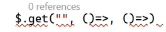 0 references
$.get("", ()=>, ()=>)